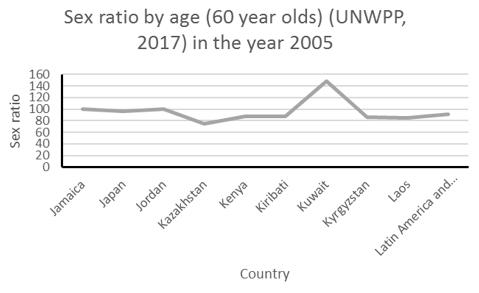 Sex ratio by age (60 year olds) (UNWPP,
2017) in the year 2005
160
140
120
100
80
60
40
20
0
Sex ratio
Jamaica
Japan
Jordan
Kazakhstan
Kenya
Kiribati
Kuwait
Kyrgyzstan
Laos
Latin America and...
Country